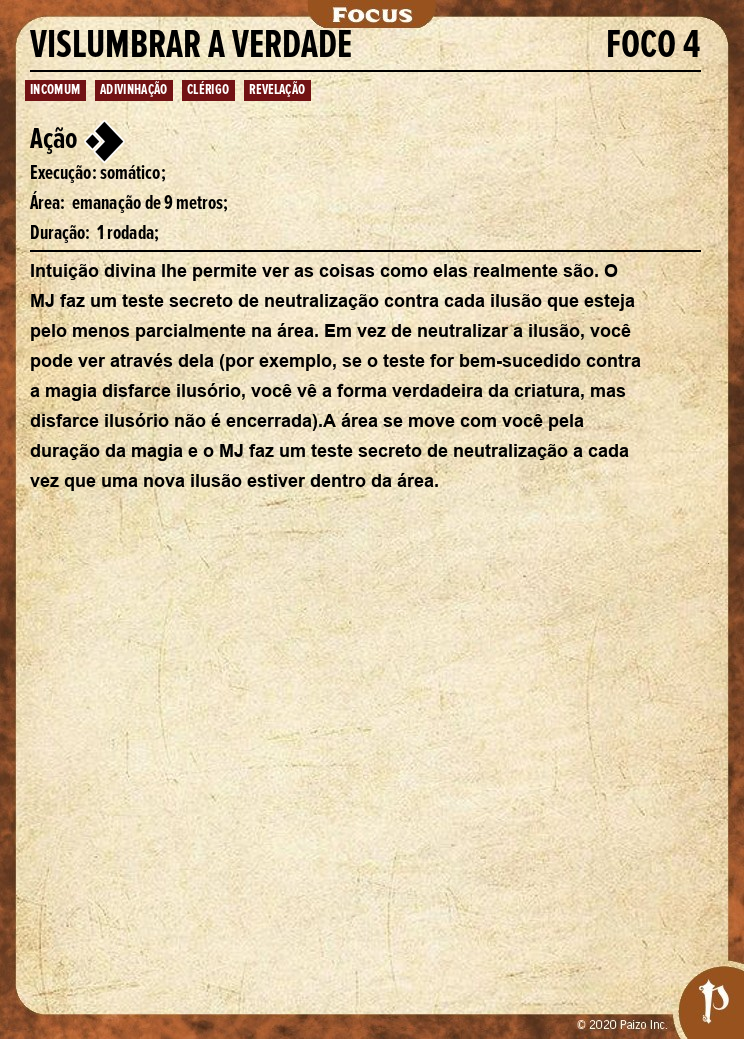 Focus
VISLUMBRAR A VERDADE FOCO 4
INCOMUM ADIVINHAÇÃO CLÉRIGO REVELAÇÃO
Ação
Execução: somático;
Área: emanação de 9 metros;
Duração: 1 rodada;
Intuição divina lhe permite ver as coisas como elas realmente são. O
MJ faz um teste secreto de neutralização contra cada ilusão que esteja
pelo menos parcialmente na área. Em vez de neutralizar a ilusão, você
pode ver através dela (por exemplo, se o teste for bem-sucedido contra
a magia disfarce ilusório, você vê a forma verdadeira da criatura, mas
disfarce ilusório não é encerrada).A área se move com você pela
duração da magia e o MJ faz um teste secreto de neutralização a cada
vez que uma nova ilusão estiver dentro da área.
© 2020 Paizo Inc.
P